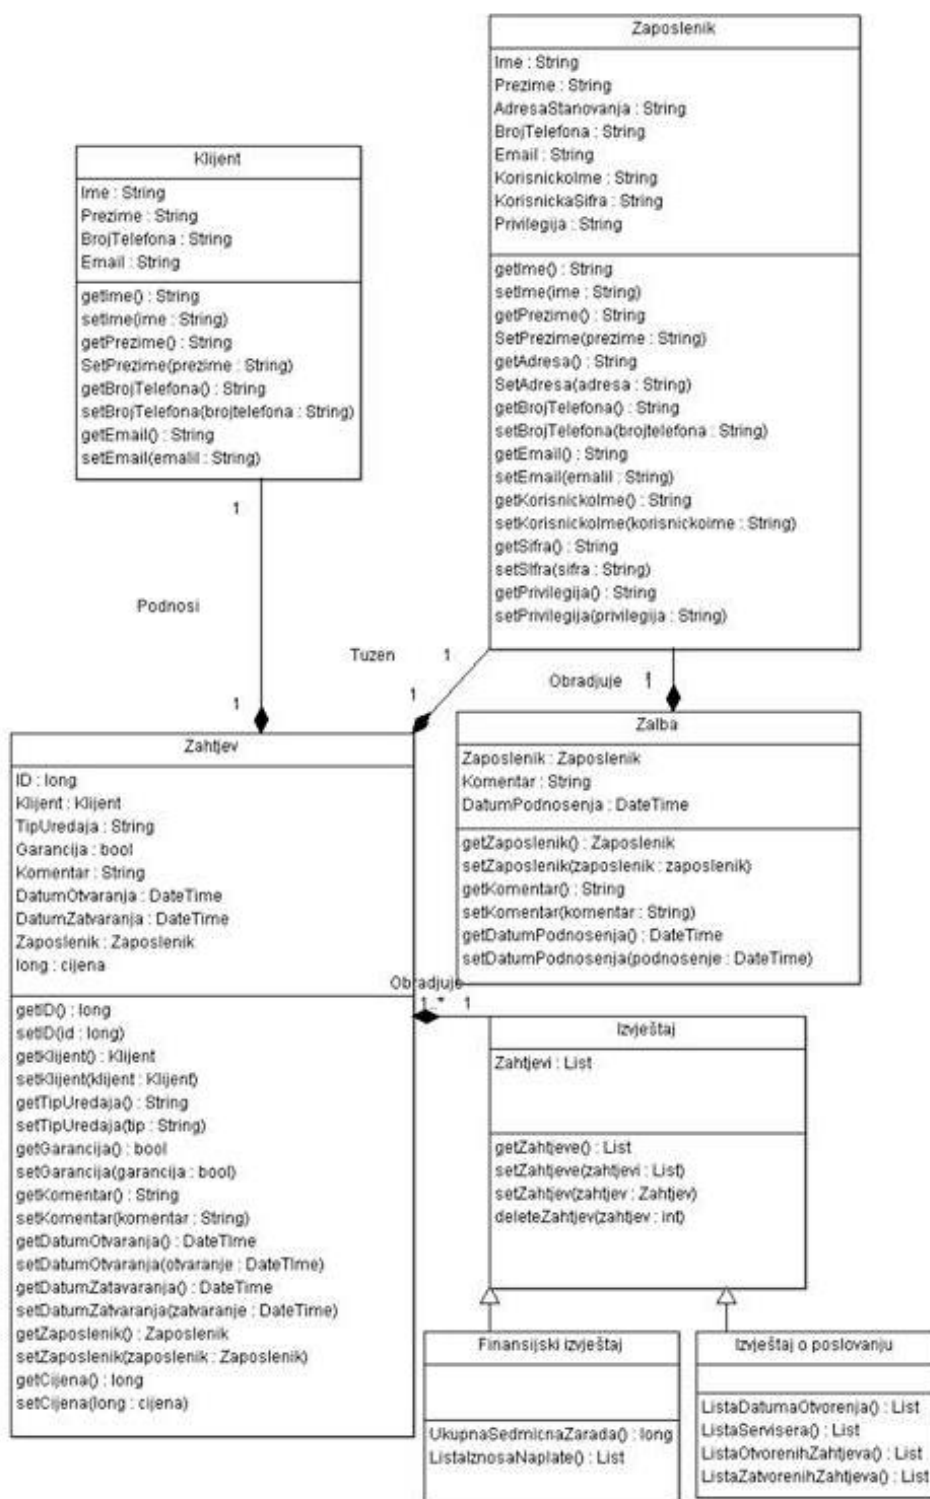 Zaposlenik
Ime : String
Prezime : String
AdresaStanovanja : String
BrojTelefona : String
Email : String
KorisnickoIme : String
KorisnickaSifra : String
Privilegija : String
getIme() : String
setIme(ime : String)
getPrezime() : String
SetPrezime(prezime : String)
getAdresa() : String
SetAdresa(adresa : String)
getBrojTelefona() : String
setBrojTelefona(brojtelefona : String)
getEmail() : String
setEmail(emalil : String)
getKorisnickoIme() : String
setKorisnickoIme(korisnickoime : String)
getSifra() : String
setSIfra(sifra : String)
getPrivilegija() : String
setPrivilegija(privilegija : String)
Klijent
Ime : String
Prezime : String
BrojTelefona : String
Email : String
getIme() : String
setIme(ime : String)
getPrezime() : String
SetPrezime(prezime : String)
getBrojTelefona() : String
setBrojTelefona(brojtelefona : String)
getEmail() : String
setEmail(emalil : String)
1
Podnosi
1
Tuzen
1
1
Obradjuje
1
Zahtjev
ID : long
Klijent : Klijent
TipUredaja : String
Garancija : bool
Komentar : String
DatumOtvaranja : DateTime
DatumZatvaranja : DateTime
Zaposlenik : Zaposlenik
long : cijena
getID() : long
setID(id : long)
getKlijent() : Klijent
setKlijent(klijent : Klijent)
getTipUredaja() : String
setTipUredaja(tip : String)
getGarancija() : bool
setGarancija(garancija : bool)
getKomentar() : String
setKomentar(komentar : String)
getDatumOtvaranja() : DateTIme
setDatumOtvaranja(otvaranje : DateTIme)
getDatumZatavaranja() : DateTime
setDatumZatvaranja(zatvaranje : DateTime)
getZaposlenik() : Zaposlenik
setZaposlenik(zaposlenik : Zaposlenik)
getCijena() : long
setCijena(long : cijena)
Zalba
Zaposlenik : Zaposlenik
Komentar : String
DatumPodnosenja : DateTime
getZaposlenik() : Zaposlenik
setZaposlenik(zaposlenik : zaposlenik)
getKomentar() : String
setKomentar(komentar : String)
getDatumPodnosenja() : DateTime
setDatumPodnosenja(podnosenje : DateTime)
Obradjuje
1..*
1
Izvještaj
Zahtjevi : List
getZahtjeve() : List
setZahtjeve(zahtjevi : List)
setZahtjev(zahtjev : Zahtjev)
deleteZahtjev(zahtjev : int)
Finansijski izvještaj
UkupnaSedmicnaZarada() : long
ListaIznosaNaplate() : List
Izvještaj o poslovanju
ListaDatumaOtvorenja() : List
ListaServisera() : List
ListaOtvorenihZahtjeva() : List
ListaZatvorenihZahtjeva() : List